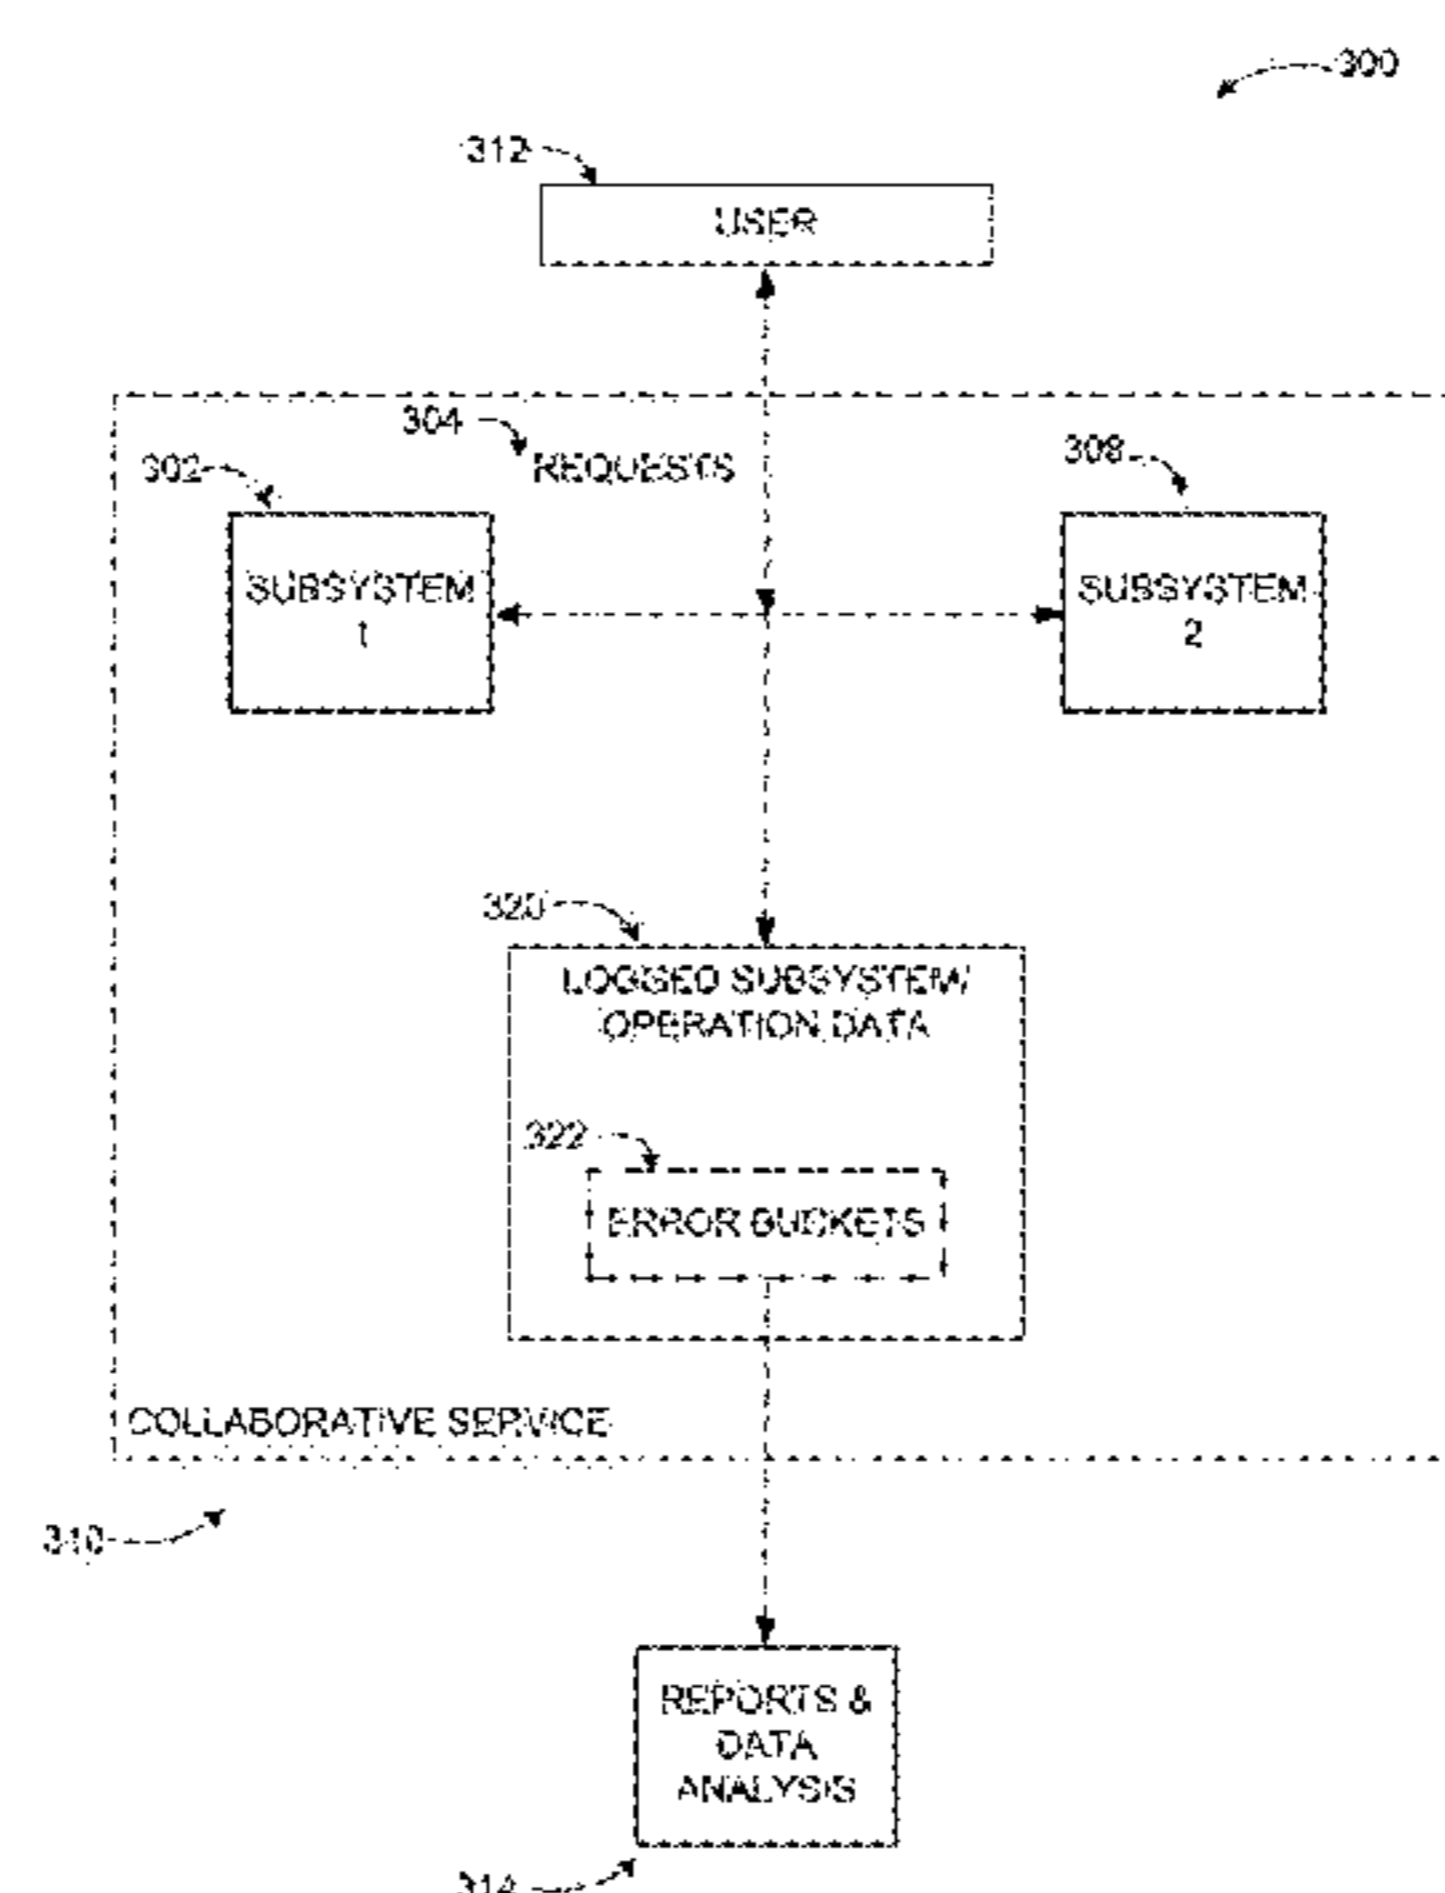 300
312
USER
304
REQUESTS
302
308
SUBSYSTEM
1
SUBSYSTEM
2
320
LOGGED SUBSYSTEM/
OPERATION DATA
322
ERROR BUCKETS
COLLABORATIVE SERVICE
310
REPORTS &
DATA
ANALYSIS
314